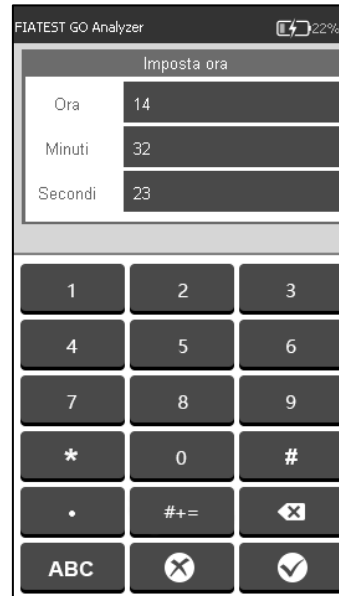 FIATEST GO Analyzer 22%
Imposta ora
Ora 14
Minuti 32
Secondi 23
1 2 3
4 5 6
7 8 9
* 0 #
. #+=
ABC